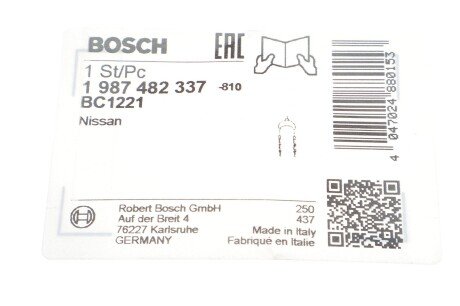 BOSCH
EAC
1 St/Pc
1 987 482 337 -810
BC1221
Nissan
4 047024 880153
Robert Bosch GmbH
Auf der Breit 4
76227 Karlsruhe
GERMANY
250
437
Made in Italy
Fabriqué en Italie